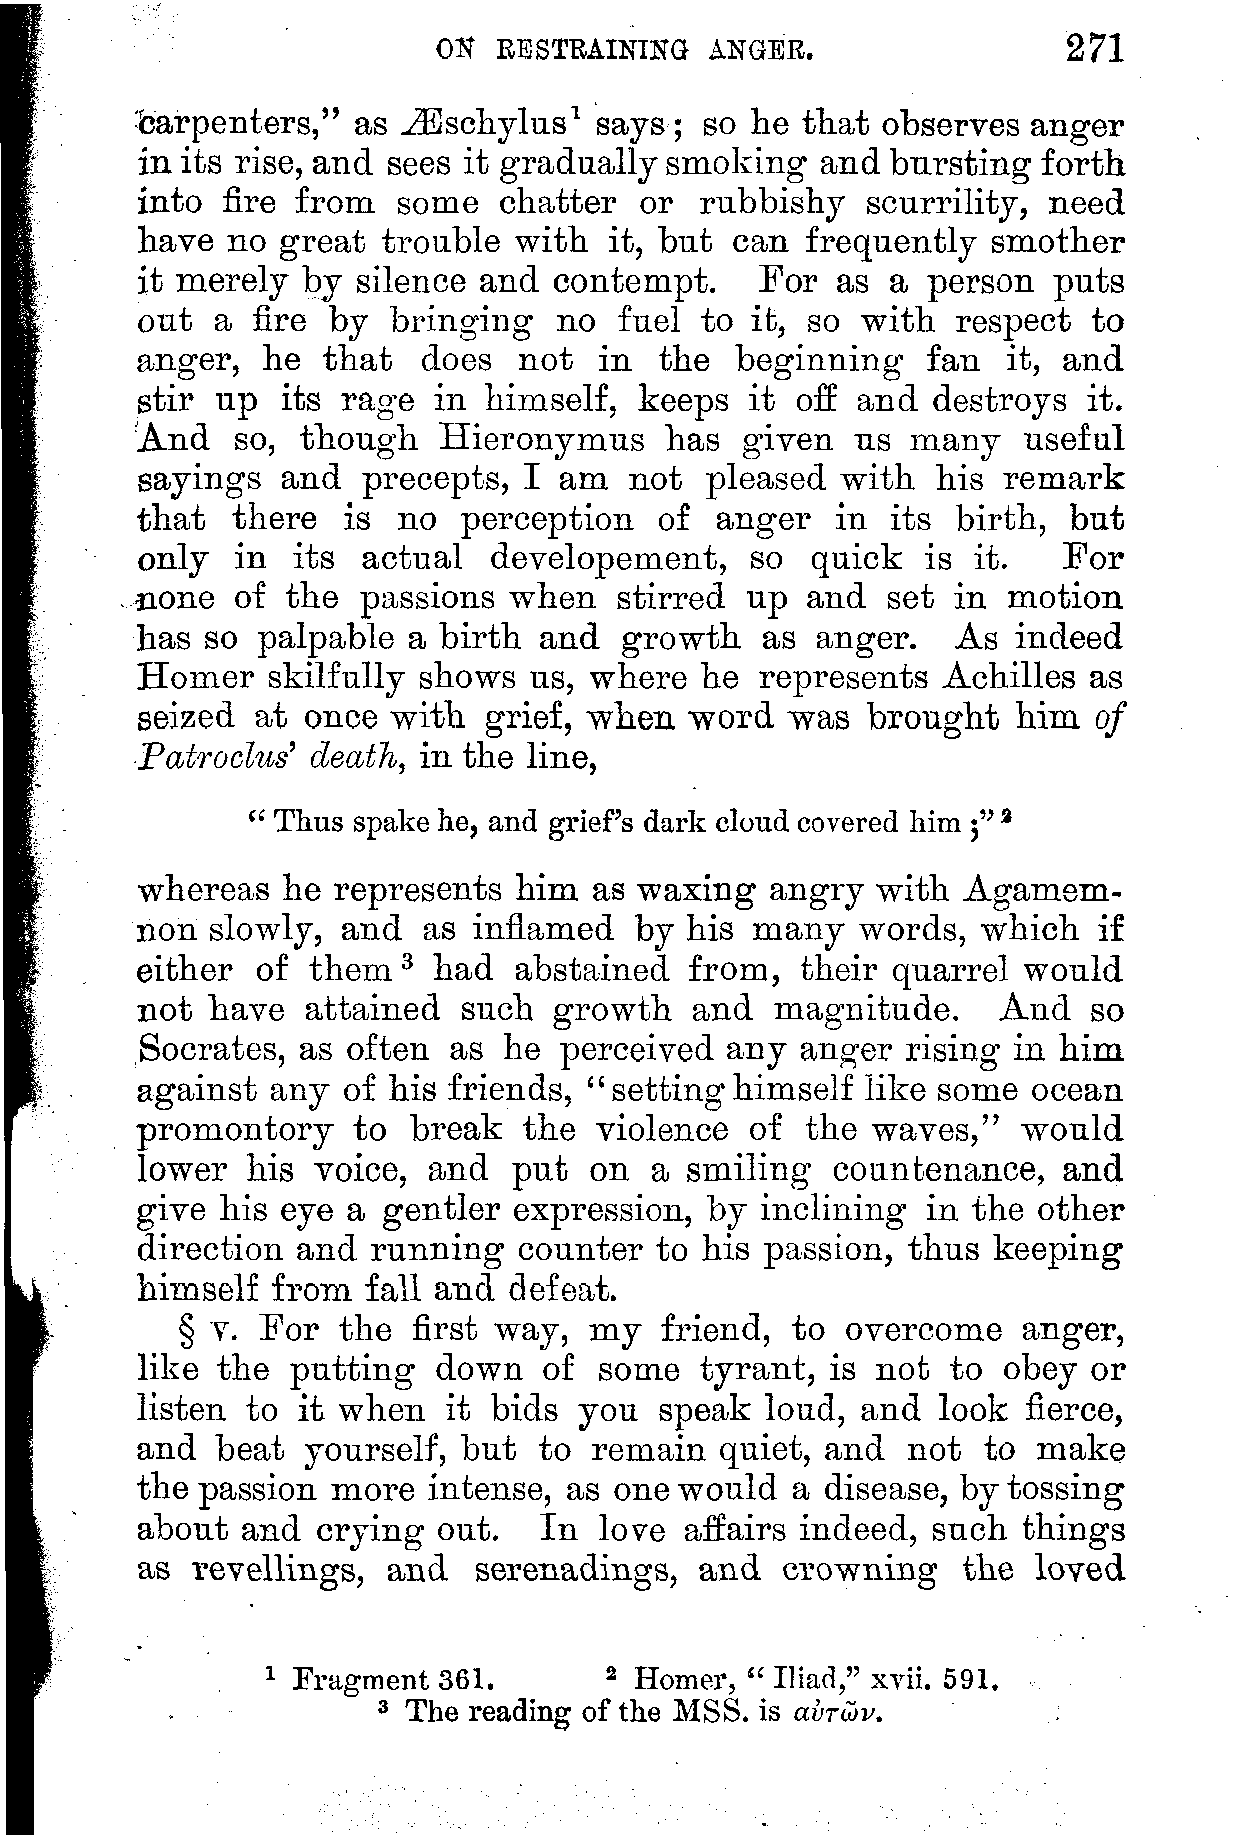 ON RESTRAINING ANGER. 271
carpenters," as Æschylus¹ says; so he that observes anger
in its rise, and sees it gradually smoking and bursting forth
into fire from some chatter or rubbishy scurrility, need
have no great trouble with it, but can frequently smother
it merely by silence and contempt. For as a person puts
out a fire by bringing no fuel to it, so with respect to
anger, he that does not in the beginning fan it, and
stir up its rage in himself, keeps it off and destroys it.
And so, though Hieronymus has given us many useful
sayings and precepts, I am not pleased with his remark
that there is no perception of anger in its birth, but
only in its actual developement, so quick is it. For
none of the passions when stirred up and set in motion
has so palpable a birth and growth as anger. As indeed
Homer skilfully shows us, where he represents Achilles as
seized at once with grief, when word was brought him of
Patroclus' death, in the line,
"Thus spake he, and grief's dark cloud covered him;"²
whereas he represents him as waxing angry with Agamem-
non slowly, and as inflamed by his many words, which if
either of them³ had abstained from, their quarrel would
not have attained such growth and magnitude. And so
Socrates, as often as he perceived any anger rising in him
against any of his friends, "setting himself like some ocean
promontory to break the violence of the waves," would
lower his voice, and put on a smiling countenance, and
give his eye a gentler expression, by inclining in the other
direction and running counter to his passion, thus keeping
himself from fall and defeat.
§ v. For the first way, my friend, to overcome anger,
like the putting down of some tyrant, is not to obey or
listen to it when it bids you speak loud, and look fierce,
and beat yourself, but to remain quiet, and not to make
the passion more intense, as one would a disease, by tossing
about and crying out. In love affairs indeed, such things
as revellings, and serenadings, and crowning the loved
¹ Fragment 361. ² Homer, "Iliad," xvii. 591.
³ The reading of the MSS. is αὐτῶν.